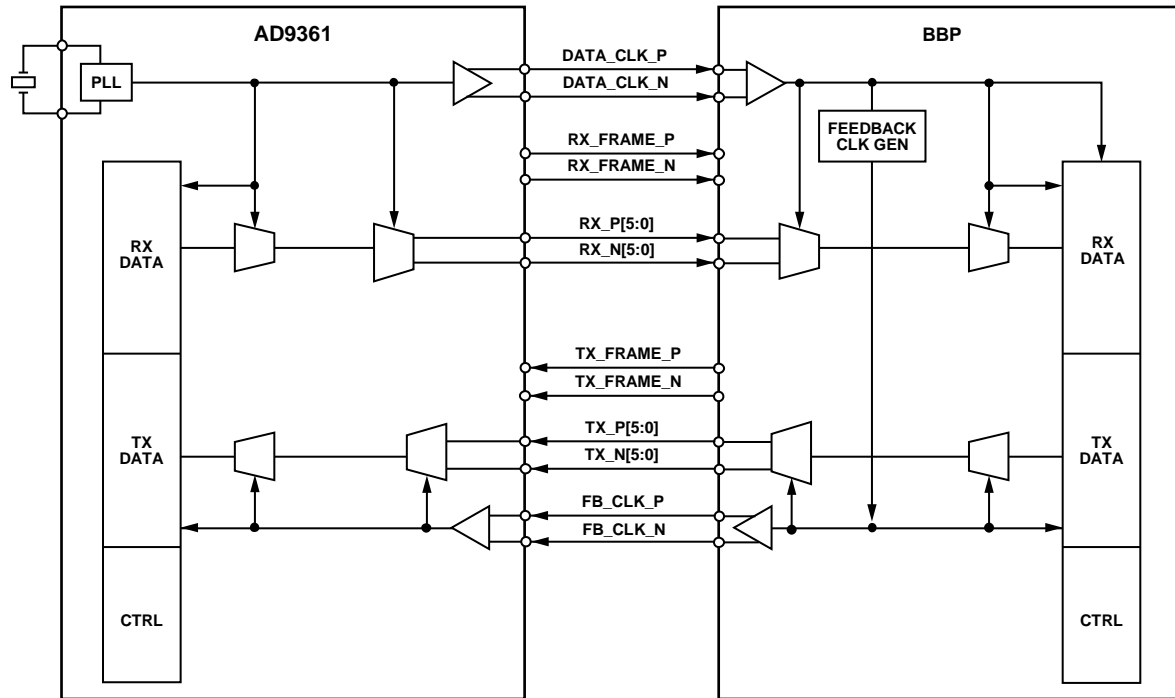 AD9361
BBP
PLL
DATA_CLK_P
DATA_CLK_N
FEEDBACK
CLK GEN
RX_FRAME_P
RX_FRAME_N
RX
DATA
RX_P[5:0]
RX_N[5:0]
RX
DATA
TX_FRAME_P
TX_FRAME_N
TX
DATA
TX_P[5:0]
TX_N[5:0]
TX
DATA
FB_CLK_P
FB_CLK_N
CTRL
CTRL